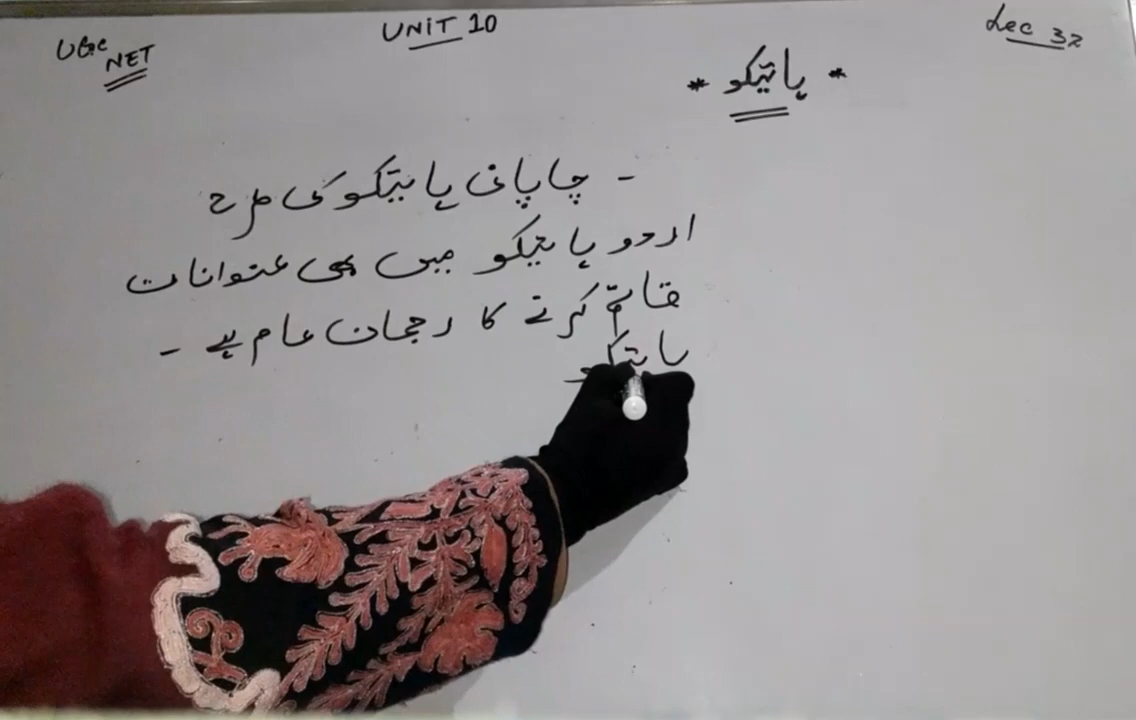 UGC NET
UNIT 10
Lec 32
* ہائیکو *
- جاپانی ہائیکو کی طرح
اردو ہائیکو میں بھی عنوانات
قائم کرنے کا رجحان عام ہے -
ہائیکو